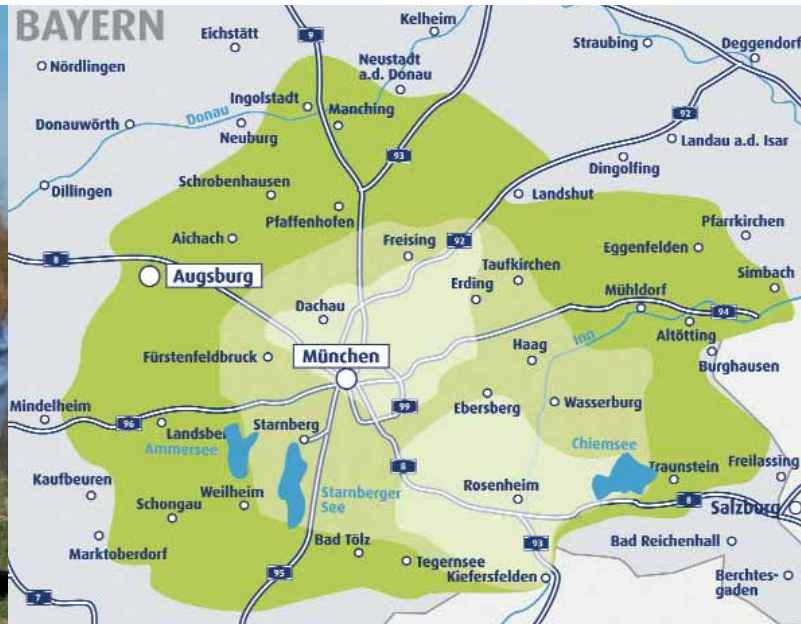 BAYERN
Eichstätt
9
Kelheim
Straubing
Deggendorf
Nördlingen
Neustadt
a.d. Donau
Ingolstadt
Manching
Donau
Donauwörth
Neuburg
92
Landau a.d. Isar
93
Dingolfing
Dillingen
Schrobenhausen
Landshut
Pfaffenhofen
Pfarrkirchen
Aichach
Freising
92
Eggenfelden
8
Augsburg
Taufkirchen
Simbach
Erding
Mühldorf
Dachau
94
Inn
Altötting
Fürstenfeldbruck
München
Haag
Burghausen
Mindelheim
99
Ebersberg
Wasserburg
96
Landsber
Starnberg
Ammersee
Chiemsee
8
Traunstein
Freilassing
Kaufbeuren
Weilheim
Starnberger
See
Rosenheim
8
Salzburg
Schongau
Marktoberdorf
Bad Tölz
93
Bad Reichenhall
95
Tegernsee
Kiefersfelden
Berchtes-
gaden
7